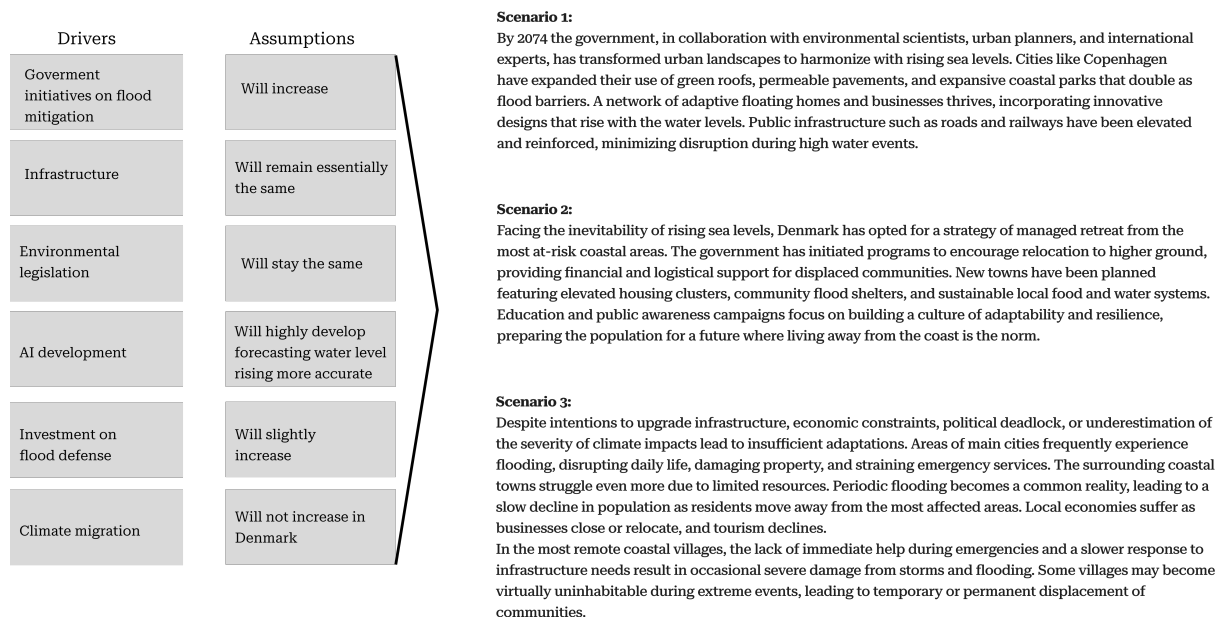 Drivers
Assumptions
Goverment
initiatives on flood
mitigation
Will increase
Infrastructure
Will remain essentially
the same
Environmental
legislation
Will stay the same
AI development
Will highly develop
forecasting water level
rising more accurate
Investment on
flood defense
Will slightly
increase
Climate migration
Will not increase in
Denmark
Scenario 1:
By 2074 the government, in collaboration with environmental scientists, urban planners, and international
experts, has transformed urban landscapes to harmonize with rising sea levels. Cities like Copenhagen
have expanded their use of green roofs, permeable pavements, and expansive coastal parks that double as
flood barriers. A network of adaptive floating homes and businesses thrives, incorporating innovative
designs that rise with the water levels. Public infrastructure such as roads and railways have been elevated
and reinforced, minimizing disruption during high water events.
Scenario 2:
Facing the inevitability of rising sea levels, Denmark has opted for a strategy of managed retreat from the
most at-risk coastal areas. The government has initiated programs to encourage relocation to higher ground,
providing financial and logistical support for displaced communities. New towns have been planned
featuring elevated housing clusters, community flood shelters, and sustainable local food and water systems.
Education and public awareness campaigns focus on building a culture of adaptability and resilience,
preparing the population for a future where living away from the coast is the norm.
Scenario 3:
Despite intentions to upgrade infrastructure, economic constraints, political deadlock, or underestimation of
the severity of climate impacts lead to insufficient adaptations. Areas of main cities frequently experience
flooding, disrupting daily life, damaging property, and straining emergency services. The surrounding coastal
towns struggle even more due to limited resources. Periodic flooding becomes a common reality, leading to a
slow decline in population as residents move away from the most affected areas. Local economies suffer as
businesses close or relocate, and tourism declines.
In the most remote coastal villages, the lack of immediate help during emergencies and a slower response to
infrastructure needs result in occasional severe damage from storms and flooding. Some villages may become
virtually uninhabitable during extreme events, leading to temporary or permanent displacement of
communities.